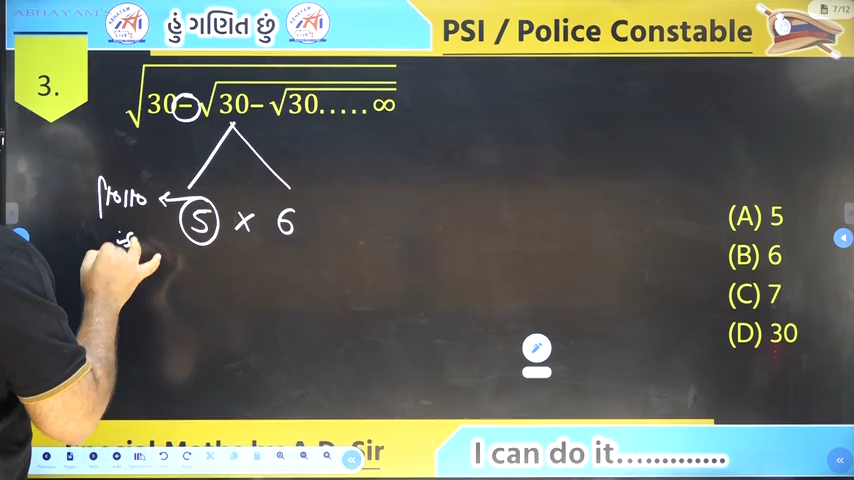 ABHAYAM'S
હું ગણિત છું
PSI / Police Constable
7/12
3.
√30-√30-√30.....∞
5 × 6
(A) 5
(B) 6
(C) 7
(D) 30
I can do it.............